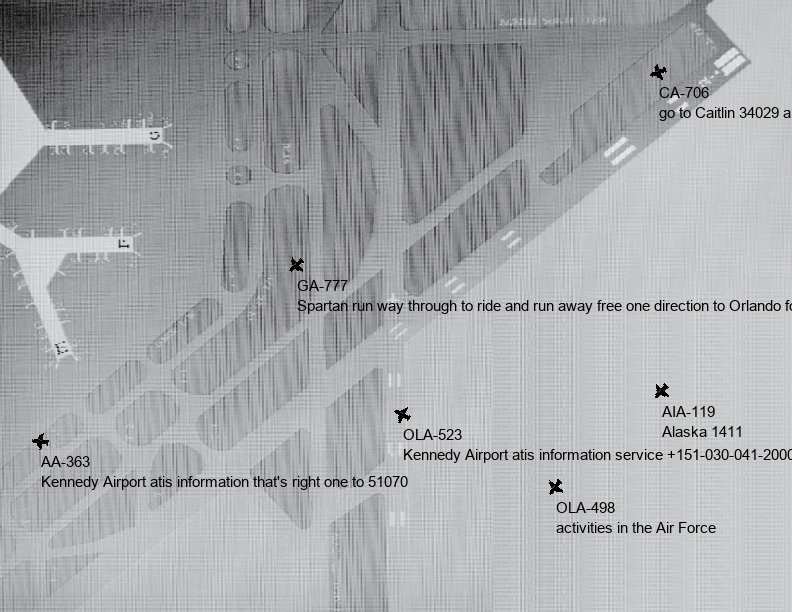 CA-706
go to Caitlin 34029 a
GA-777
Spartan run way through to ride and run away free one direction to Orlando fo
AIA-119
Alaska 1411
OLA-523
Kennedy Airport atis information service +151-030-041-2000
AA-363
Kennedy Airport atis information that's right one to 51070
OLA-498
activities in the Air Force